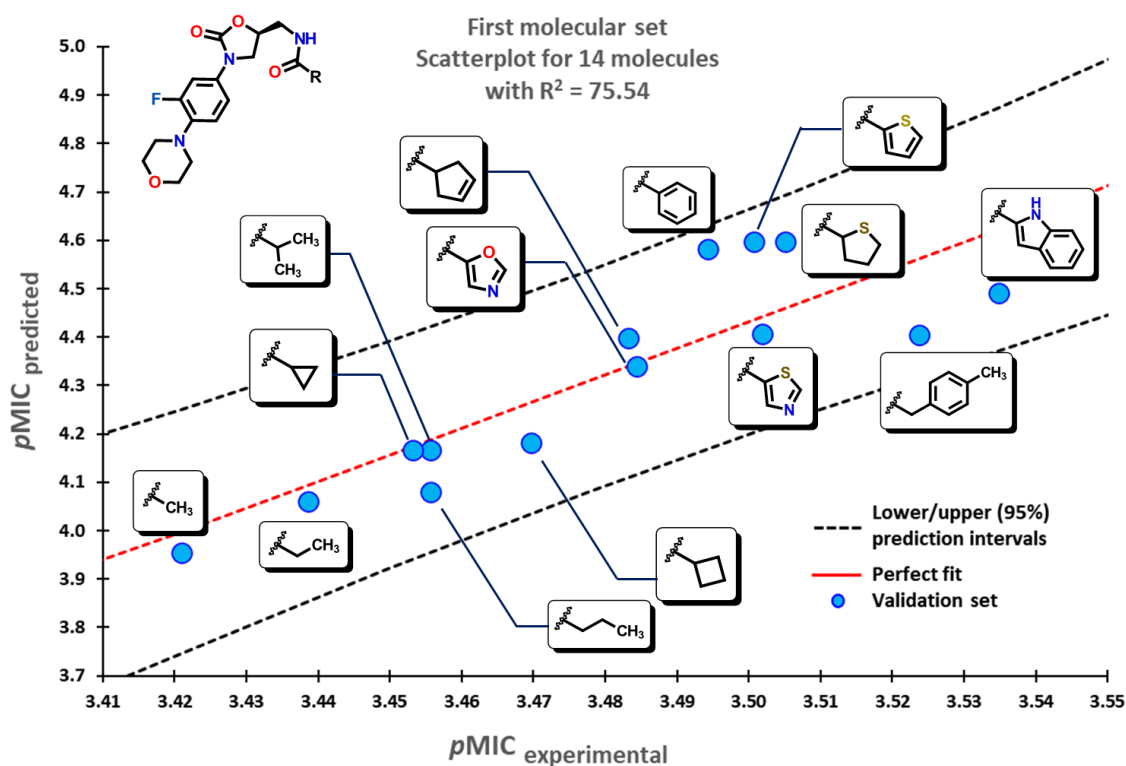 First molecular set
Scatterplot for 14 molecules
with R² = 75.54
O
O
N
NH
O
R
F
N
O
S
S
H
N
O
N
CH₃
CH₃
S
N
CH₃
CH₃
CH₃
CH₃
Lower/upper (95%)
prediction intervals
Perfect fit
Validation set
5.0
4.9
4.8
4.7
4.6
4.5
4.4
4.3
4.2
4.1
4.0
3.9
3.8
3.7
pMIC predicted
3.41
3.42
3.43
3.44
3.45
3.46
3.47
3.48
3.49
3.50
3.51
3.52
3.53
3.54
3.55
pMIC experimental